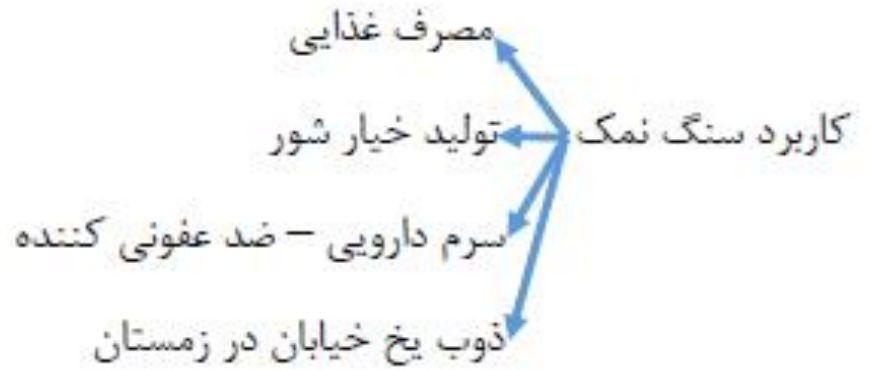 کاربرد سنگ نمک
مصرف غذایی
تولید خیار شور
سرم دارویی – ضد عفونی کننده
ذوب یخ خیابان در زمستان